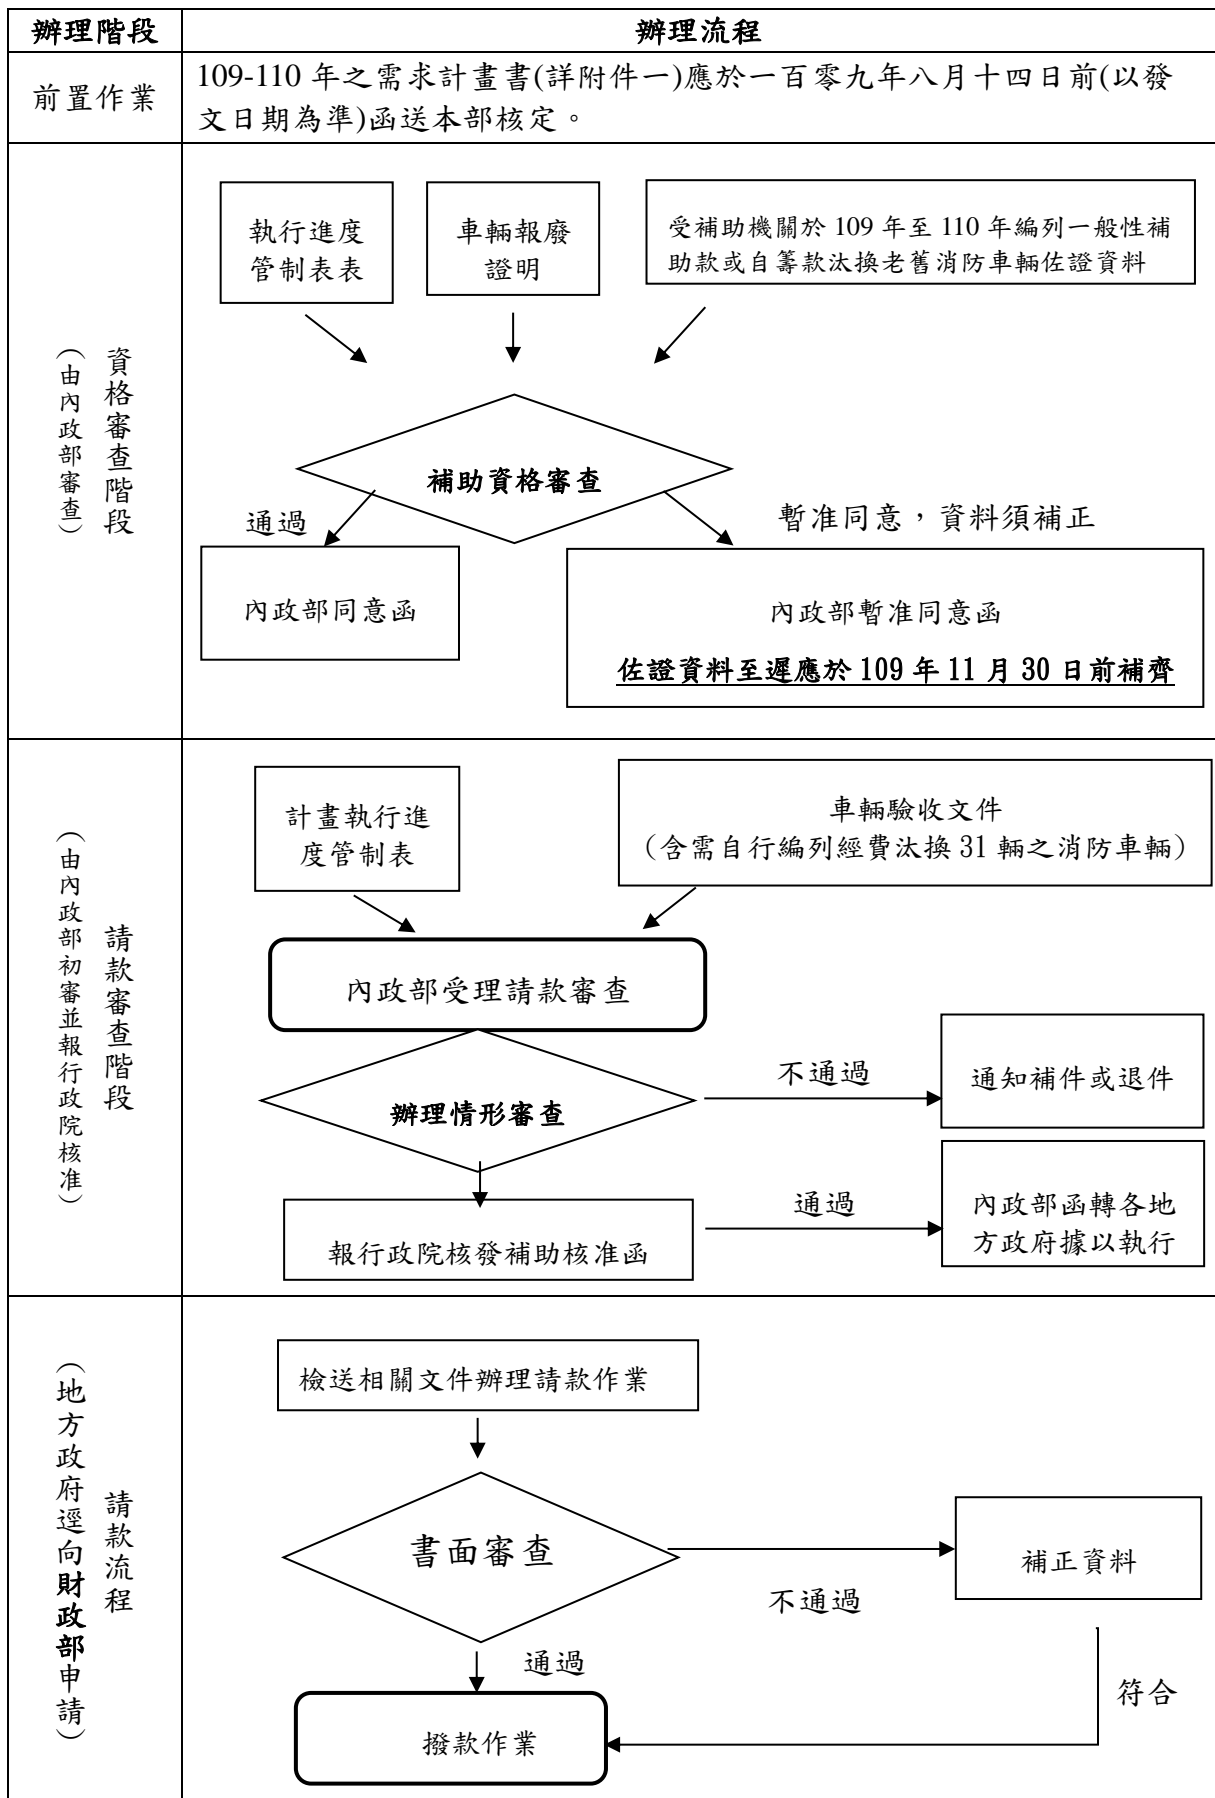 辦理階段
辦理流程
前置作業
109-110 年之需求計畫書(詳附件一)應於一百零九年八月十四日前(以發
文日期為準)函送本部核定。
資格審查階段
（由內政部審查）
執行進度
管制表表
車輛報廢
證明
受補助機關於 109 年至 110 年編列一般性補
助款或自籌款汰換老舊消防車輛佐證資料
補助資格審查
通過
暫准同意，資料須補正
內政部同意函
內政部暫准同意函
佐證資料至遲應於 109 年 11 月 30 日前補齊
請款審查階段
（由內政部初審並報行政院核准）
計畫執行進
度管制表
車輛驗收文件
（含需自行編列經費汰換 31 輛之消防車輛）
內政部受理請款審查
辦理情形審查
不通過
通知補件或退件
報行政院核發補助核准函
通過
內政部函轉各地
方政府據以執行
請款流程
（地方政府逕向財政部申請）
檢送相關文件辦理請款作業
書面審查
不通過
補正資料
通過
符合
撥款作業